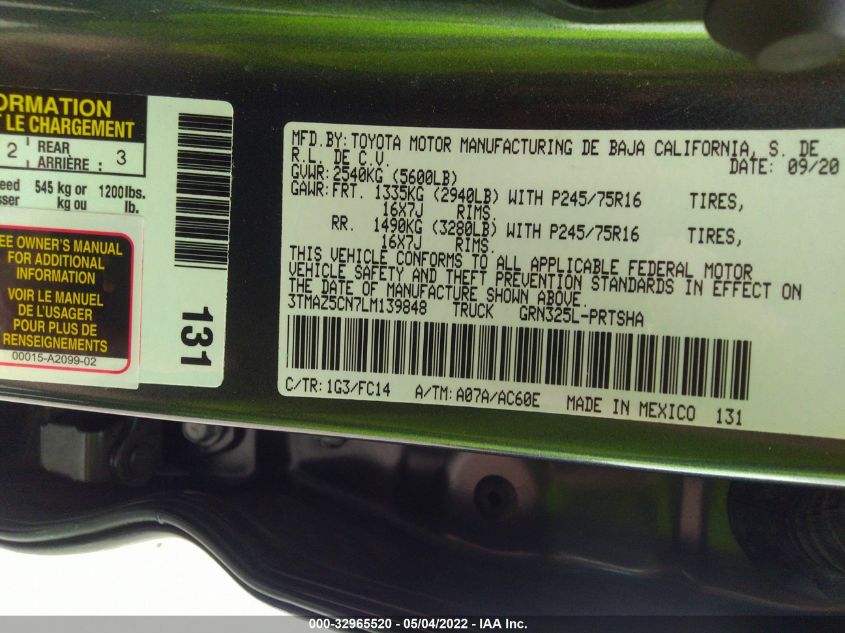 ORMATION
T LE CHARGEMENT
2 REAR ARRIÈRE : 3
545 kg or 1200 lbs.
kg ou lb.
EE OWNER'S MANUAL
FOR ADDITIONAL
INFORMATION
VOIR LE MANUEL
DE L'USAGER
POUR PLUS DE
RENSEIGNEMENTS
00015-A2099-02
131
MFD. BY: TOYOTA MOTOR MANUFACTURING DE BAJA CALIFORNIA, S. DE
R.L. DE C.V. DATE: 09/20
GVWR: 2540KG (5600LB)
GAWR: FRT. 1335KG (2940LB) WITH P245/75R16 TIRES,
16X7J RIMS.
RR. 1490KG (3280LB) WITH P245/75R16 TIRES,
16X7J RIMS.
THIS VEHICLE CONFORMS TO ALL APPLICABLE FEDERAL MOTOR
VEHICLE SAFETY AND THEFT PREVENTION STANDARDS IN EFFECT ON
THE DATE OF MANUFACTURE SHOWN ABOVE.
3TMAZ5CN7LM139848 TRUCK GRN325L-PRTSHA
C/TR: 1G3/FC14 A/TM: A07A/AC60E MADE IN MEXICO 131
000-32965520 - 05/04/2022 - IAA Inc.